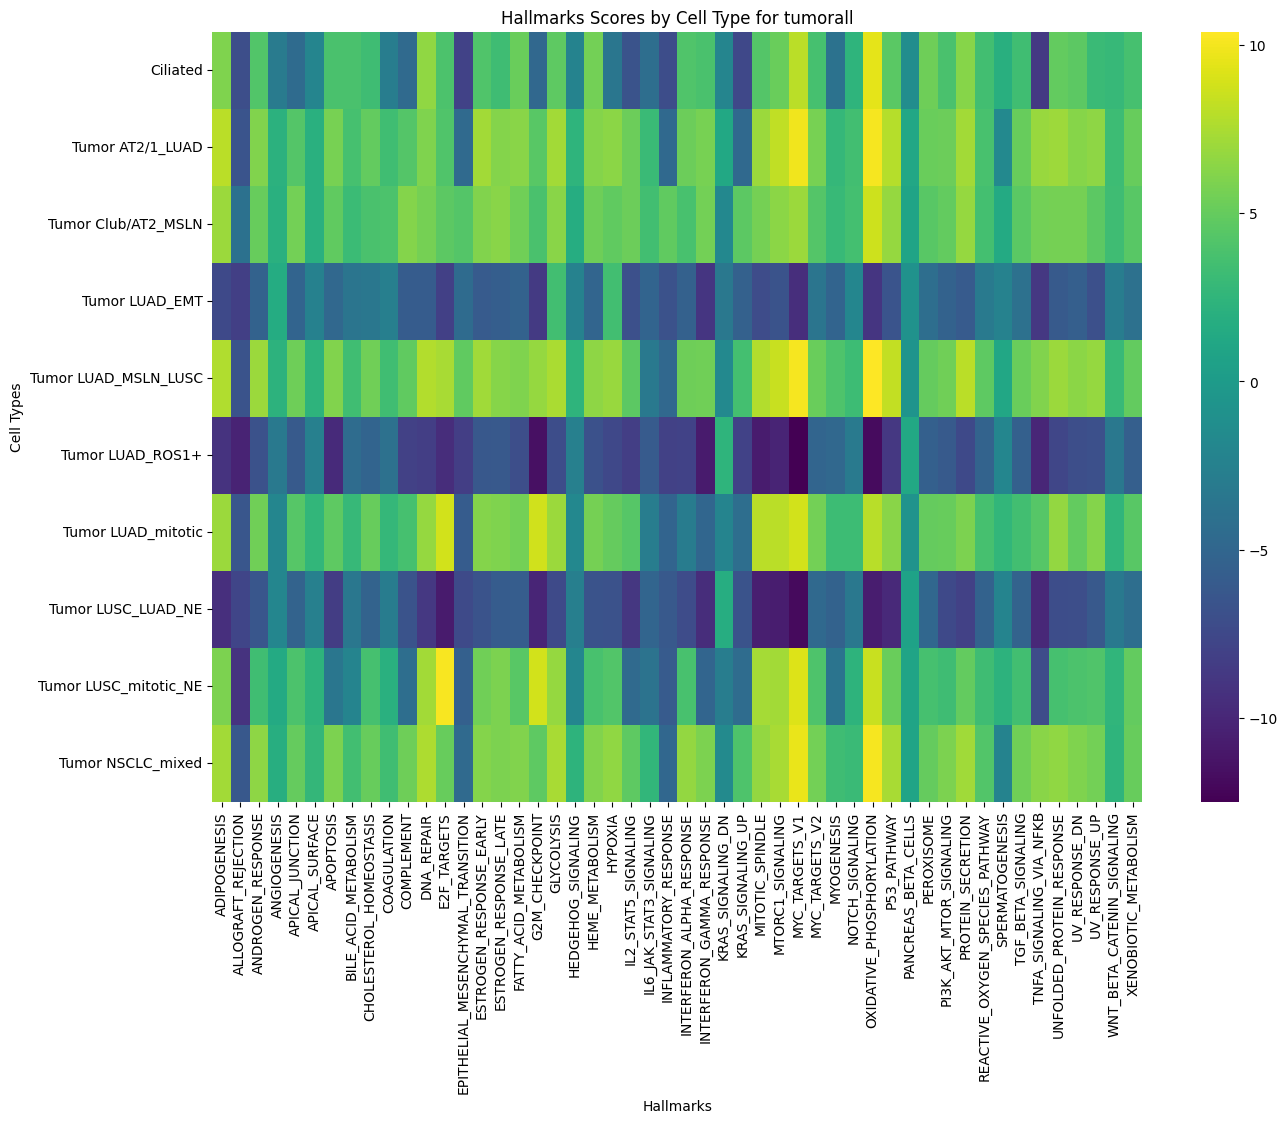 Hallmarks Scores by Cell Type for tumorall
Cell Types
Ciliated
Tumor AT2/1_LUAD
Tumor Club/AT2_MSLN
Tumor LUAD_EMT
Tumor LUAD_MSLN_LUSC
Tumor LUAD_ROS1+
Tumor LUAD_mitotic
Tumor LUSC_LUAD_NE
Tumor LUSC_mitotic_NE
Tumor NSCLC_mixed
10
5
0
−5
−10
ADIPOGENESIS
ALLOGRAFT_REJECTION
ANDROGEN_RESPONSE
ANGIOGENESIS
APICAL_JUNCTION
APICAL_SURFACE
APOPTOSIS
BILE_ACID_METABOLISM
CHOLESTEROL_HOMEOSTASIS
COAGULATION
COMPLEMENT
DNA_REPAIR
E2F_TARGETS
EPITHELIAL_MESENCHYMAL_TRANSITION
ESTROGEN_RESPONSE_EARLY
ESTROGEN_RESPONSE_LATE
FATTY_ACID_METABOLISM
G2M_CHECKPOINT
GLYCOLYSIS
HEDGEHOG_SIGNALING
HEME_METABOLISM
HYPOXIA
IL2_STAT5_SIGNALING
IL6_JAK_STAT3_SIGNALING
INFLAMMATORY_RESPONSE
INTERFERON_ALPHA_RESPONSE
INTERFERON_GAMMA_RESPONSE
KRAS_SIGNALING_DN
KRAS_SIGNALING_UP
MITOTIC_SPINDLE
MTORC1_SIGNALING
MYC_TARGETS_V1
MYC_TARGETS_V2
MYOGENESIS
NOTCH_SIGNALING
OXIDATIVE_PHOSPHORYLATION
P53_PATHWAY
PANCREAS_BETA_CELLS
PEROXISOME
PI3K_AKT_MTOR_SIGNALING
PROTEIN_SECRETION
REACTIVE_OXYGEN_SPECIES_PATHWAY
SPERMATOGENESIS
TGF_BETA_SIGNALING
TNFA_SIGNALING_VIA_NFKB
UNFOLDED_PROTEIN_RESPONSE
UV_RESPONSE_DN
UV_RESPONSE_UP
WNT_BETA_CATENIN_SIGNALING
XENOBIOTIC_METABOLISM
Hallmarks